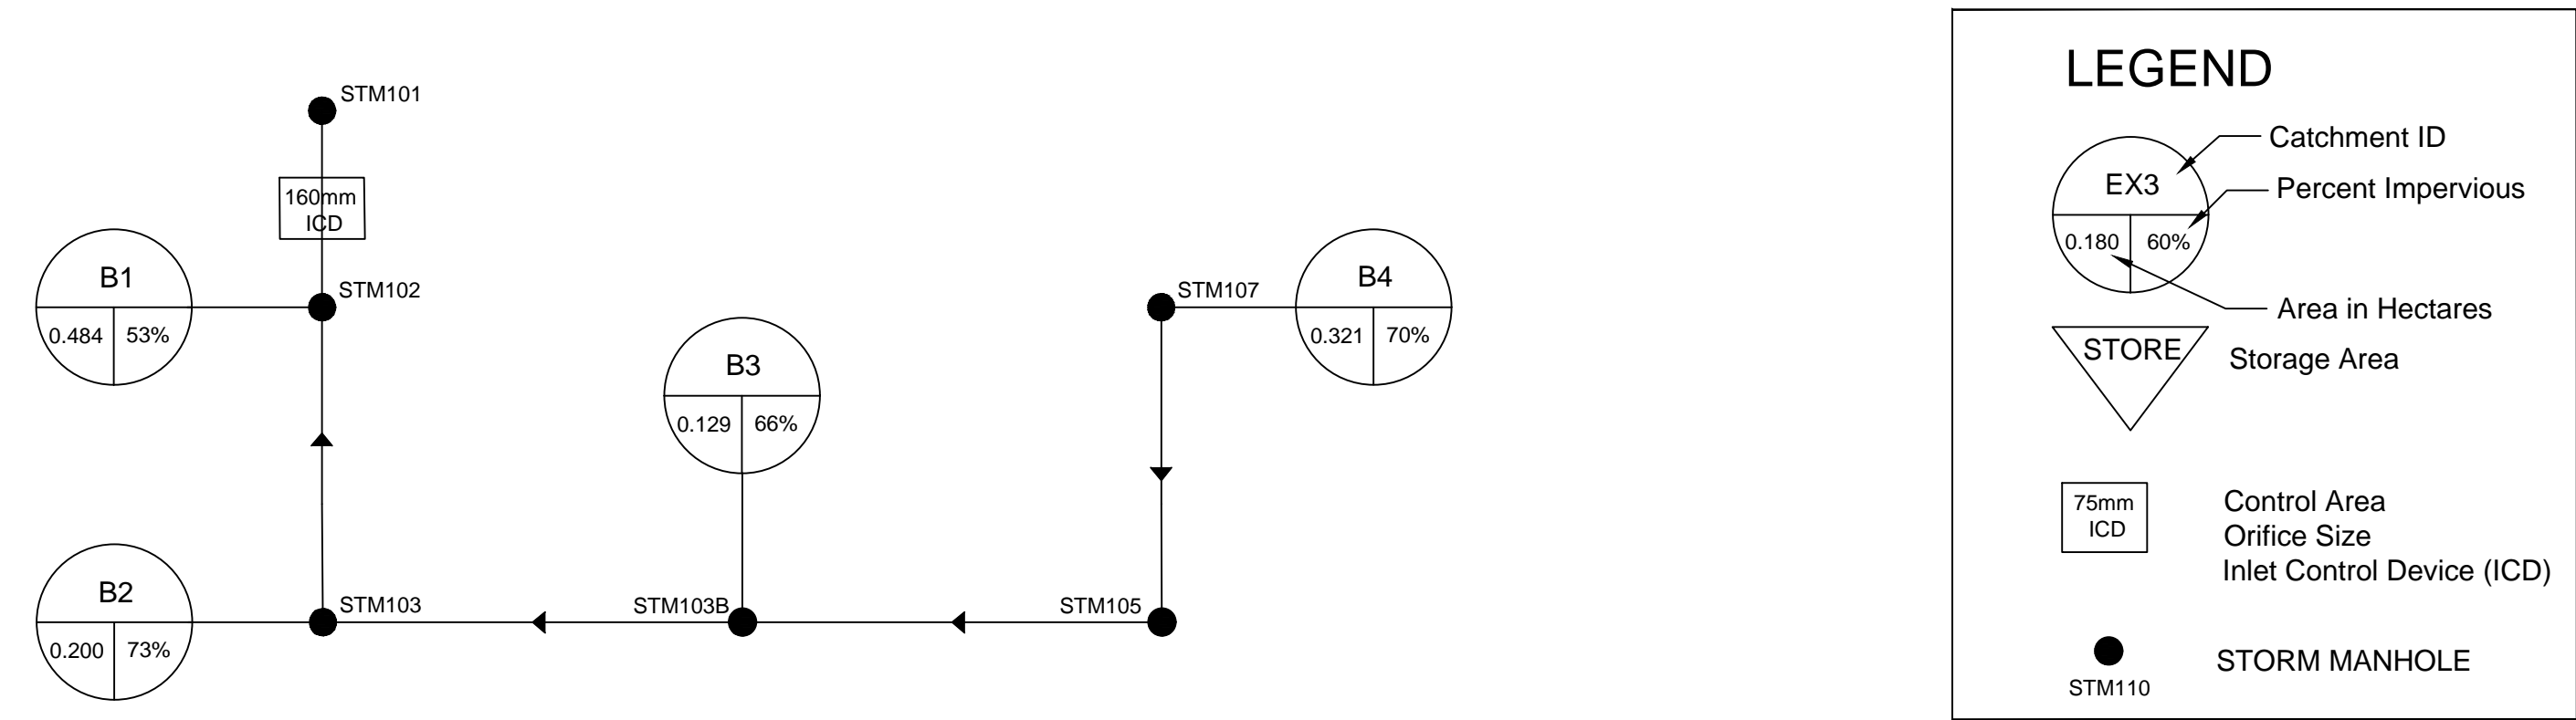 STM101
160mm
ICD
B1
0.484 53%
STM102
B2
0.200 73%
STM103
B3
0.129 66%
STM103B
STM105
STM107
B4
0.321 70%
LEGEND
Catchment ID
EX3
Percent Impervious
0.180 60%
Area in Hectares
STORE
Storage Area
75mm
ICD
Control Area
Orifice Size
Inlet Control Device (ICD)
STORM MANHOLE
STM110